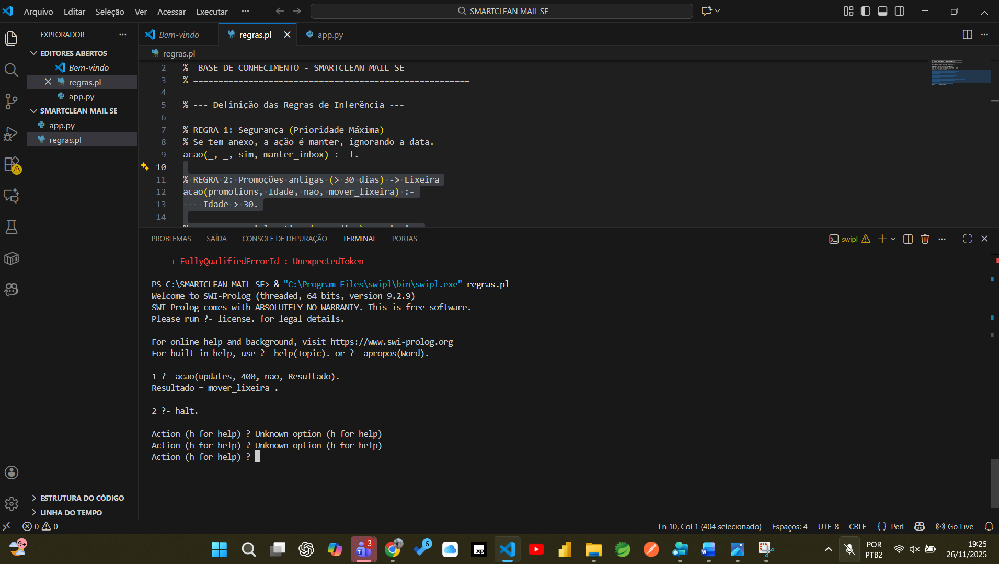 Arquivo Editar Seleção Ver Acessar Executar ···
SMARTCLEAN MAIL SE
EXPLORADOR
EDITORES ABERTOS
Bem-vindo
regras.pl
app.py
SMARTCLEAN MAIL SE
app.py
regras.pl
ESTRUTURA DO CÓDIGO
LINHA DO TEMPO
Bem-vindo regras.pl app.py
regras.pl
2 % BASE DE CONHECIMENTO - SMARTCLEAN MAIL SE
3 % =======================================================
4
5 % --- Definição das Regras de Inferência ---
6
7 % REGRA 1: Segurança (Prioridade Máxima)
8 % Se tem anexo, a ação é manter, ignorando a data.
9 acao(_, _, sim, manter_inbox) :- !.
10
11 % REGRA 2: Promoções antigas (> 30 dias) -> Lixeira
12 acao(promotions, Idade, nao, mover_lixeira) :-
13 Idade > 30.
14
PROBLEMAS SAÍDA CONSOLE DE DEPURAÇÃO TERMINAL PORTAS
swipl
+ FullyQualifiedErrorId : UnexpectedToken
PS C:\SMARTCLEAN MAIL SE> & "C:\Program Files\swipl\bin\swipl.exe" regras.pl
Welcome to SWI-Prolog (threaded, 64 bits, version 9.2.9)
SWI-Prolog comes with ABSOLUTELY NO WARRANTY. This is free software.
Please run ?- license. for legal details.
For online help and background, visit https://www.swi-prolog.org
For built-in help, use ?- help(Topic). or ?- apropos(Word).
1 ?- acao(updates, 400, nao, Resultado).
Resultado = mover_lixeira .
2 ?- halt.
Action (h for help) ? Unknown option (h for help)
Action (h for help) ? Unknown option (h for help)
Action (h for help) ?
0 0
Ln 10, Col 1 (404 selecionado) Espaços: 4 UTF-8 CRLF { } Perl Go Live
9+
3
6
POR
PTB2
19:25
26/11/2025